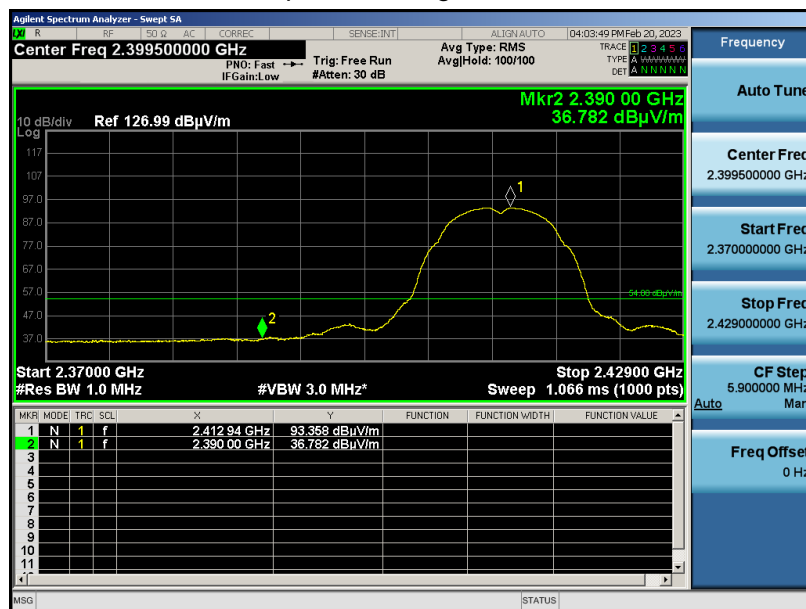 Agilent Spectrum Analyzer - Swept SA
LXI R RF 50 Ω AC CORREC SENSE:INT ALIGN AUTO 04:03:49 PM Feb 20, 2023
Center Freq 2.399500000 GHz
PNO: Fast
IFGain:Low
Trig: Free Run
#Atten: 30 dB
Avg Type: RMS
Avg|Hold: 100/100
TRACE 1 2 3 4 5 6
TYPE A WWWWW
DET A N N N N N
Mkr2 2.390 00 GHz
36.782 dBµV/m
10 dB/div Ref 126.99 dBµV/m
Log
117
107
97.0
87.0
77.0
67.0
57.0
47.0
37.0
1
2
54.00 dBµV/m
Start 2.37000 GHz Stop 2.42900 GHz
#Res BW 1.0 MHz #VBW 3.0 MHz* Sweep 1.066 ms (1000 pts)
MKR MODE TRC SCL X Y FUNCTION FUNCTION WIDTH FUNCTION VALUE
1 N 1 f 2.412 94 GHz 93.358 dBµV/m
2 N 1 f 2.390 00 GHz 36.782 dBµV/m
3
4
5
6
7
8
9
10
11
MSG STATUS
Frequency
Auto Tune
Center Freq
2.399500000 GHz
Start Freq
2.370000000 GHz
Stop Freq
2.429000000 GHz
CF Step
5.900000 MHz
Auto Man
Freq Offset
0 Hz